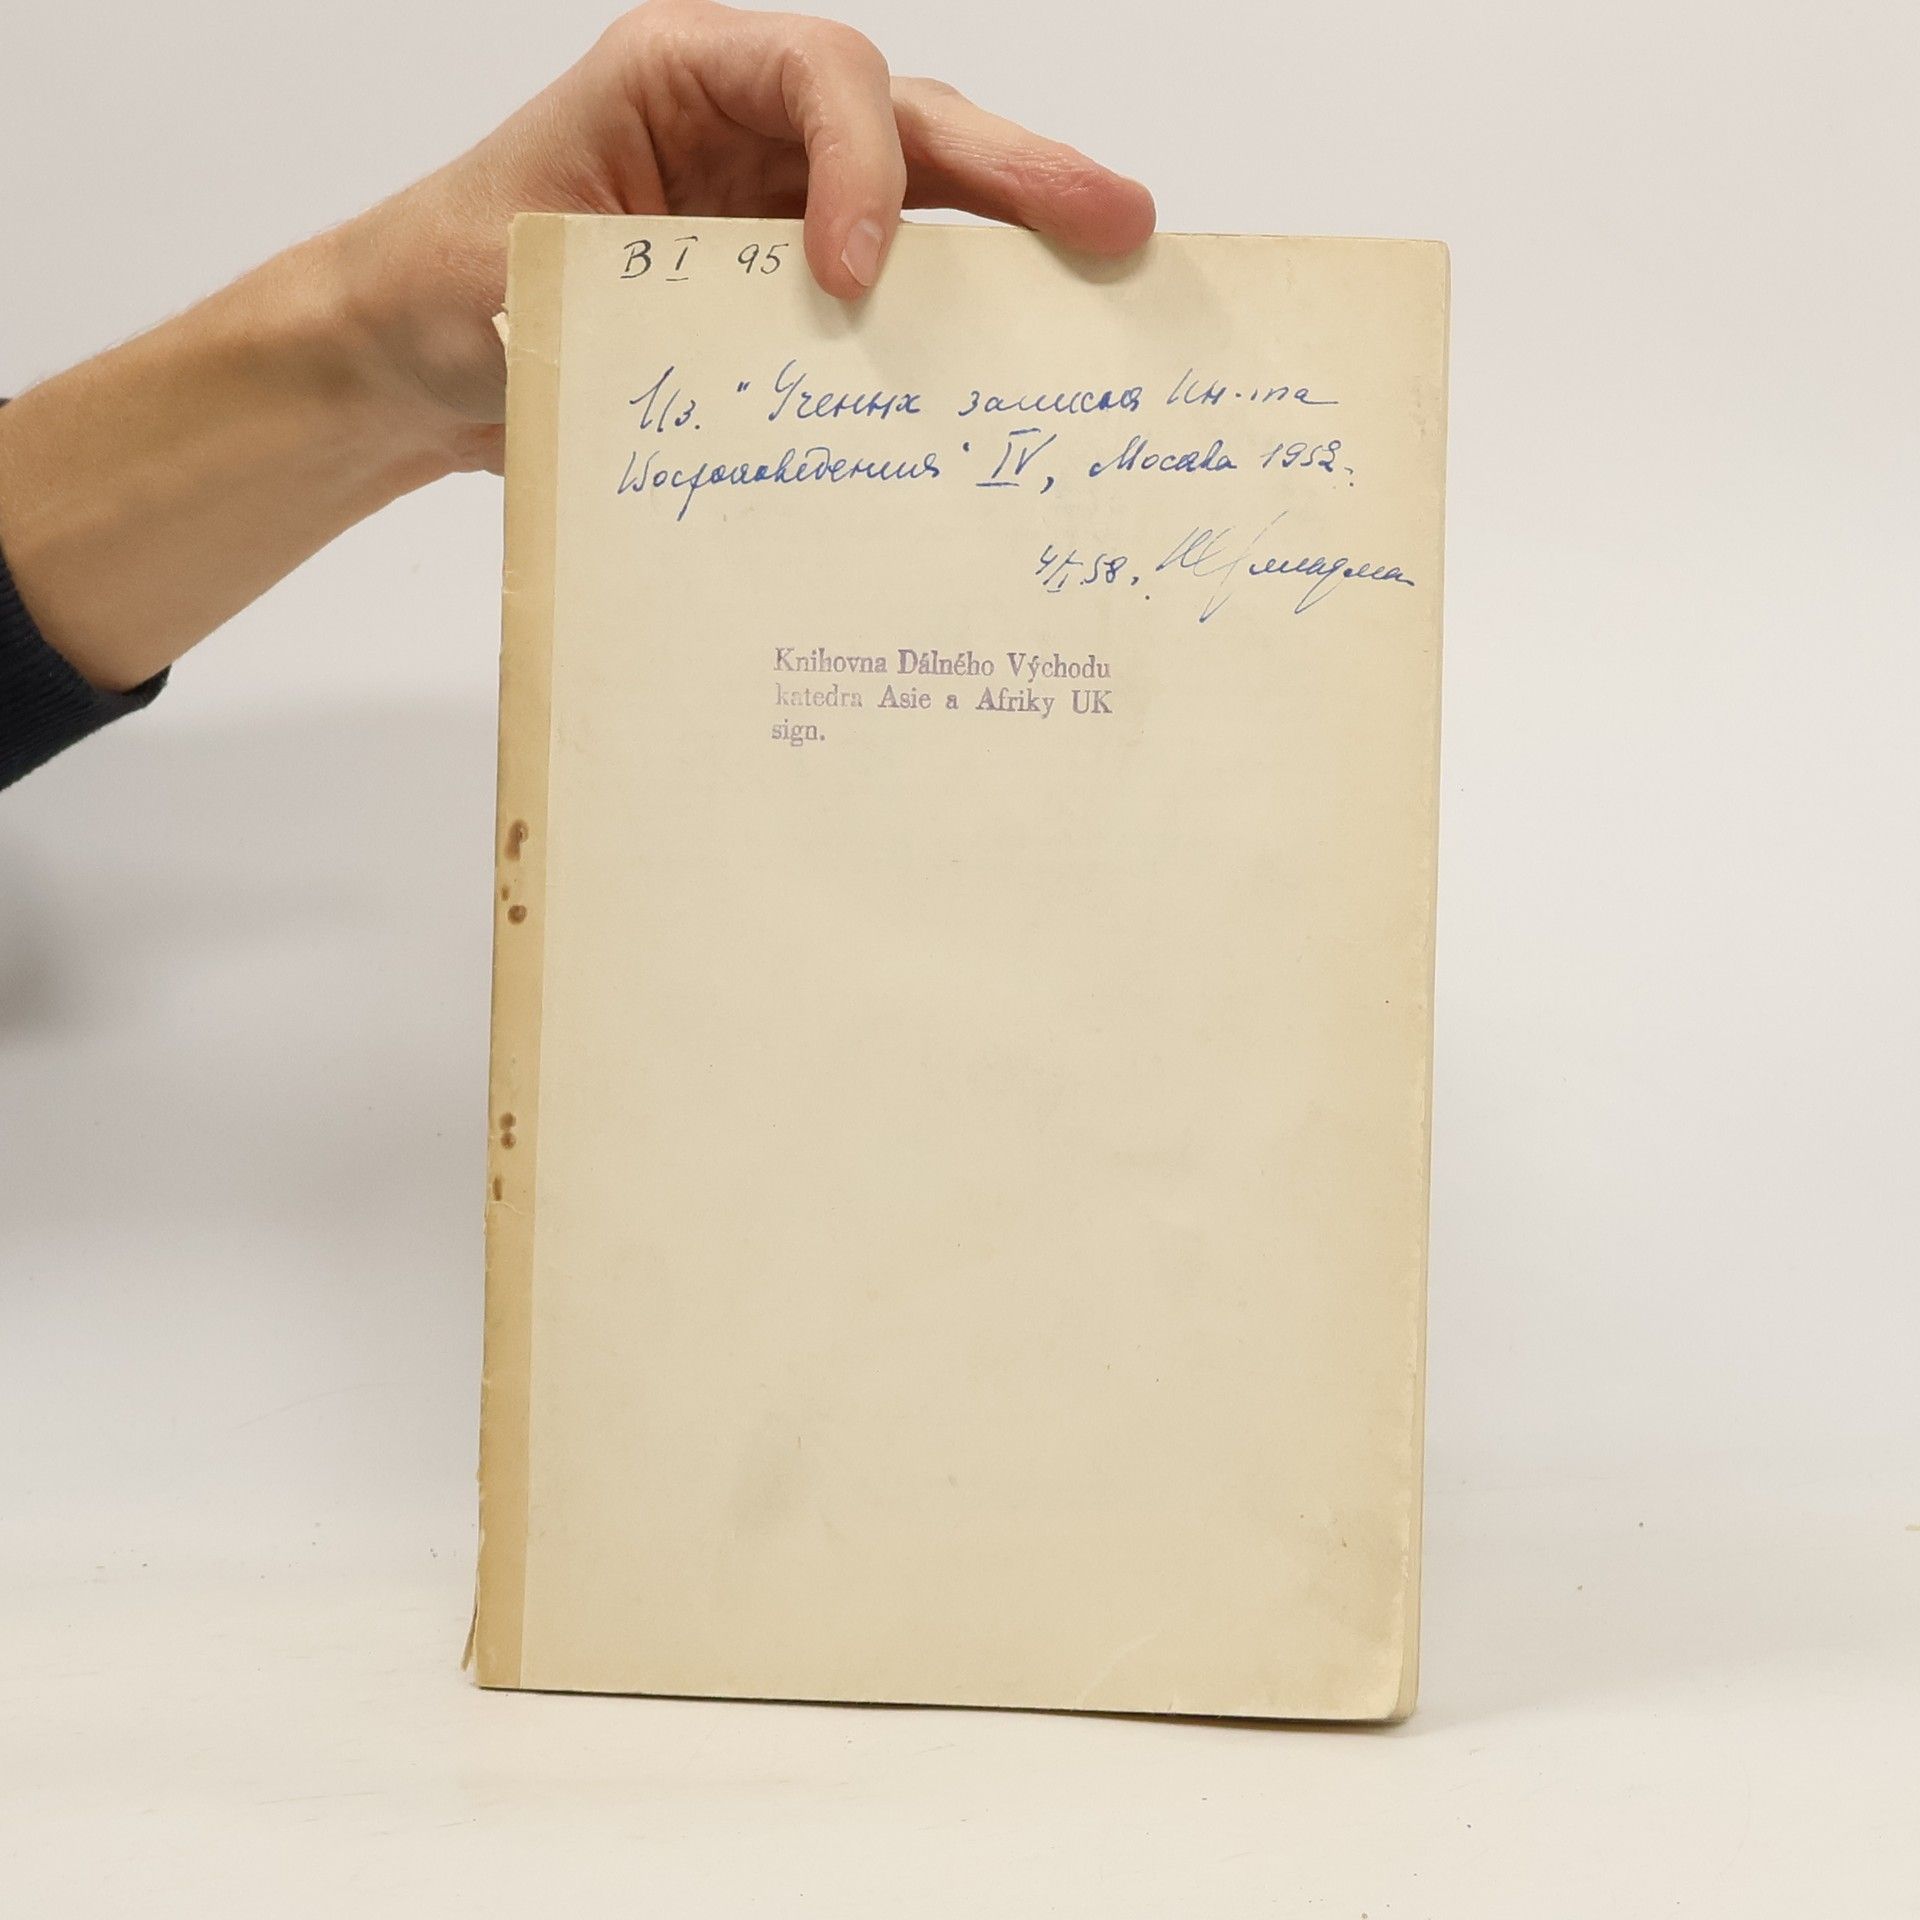 B I 95
Из. "Ученых записок Ин-та
Востоковедения" IV, Москва 1952.
4/I.58.
Knihovna Dálného Východu
katedra Asie a Afriky UK
sign.